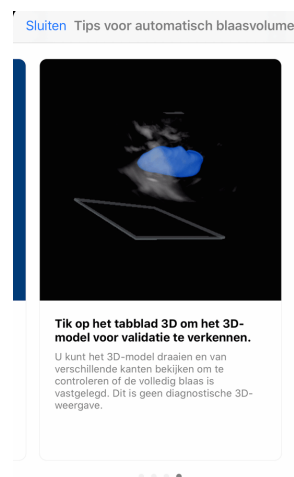 Sluiten Tips voor automatisch blaasvolume
Tik op het tabblad 3D om het 3D-
model voor validatie te verkennen.
U kunt het 3D-model draaien en van
verschillende kanten bekijken om te
controleren of de volledig blaas is
vastgelegd. Dit is geen diagnostische 3D-
weergave.